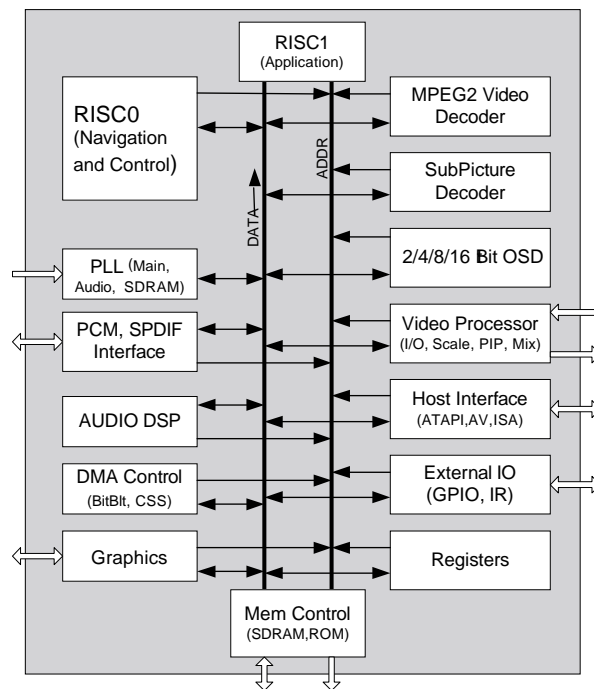 RISC1
(Application)
RISC0
(Navigation
and Control)
MPEG2 Video
Decoder
ADDR
SubPicture
Decoder
DATA
2/4/8/16 Bit OSD
PLL (Main,
Audio, SDRAM)
PCM, SPDIF
Interface
Video Processor
(I/O, Scale, PIP, Mix)
AUDIO DSP
Host Interface
(ATAPI,AV,ISA)
DMA Control
(BitBlt, CSS)
External IO
(GPIO, IR)
Graphics
Registers
Mem Control
(SDRAM,ROM)